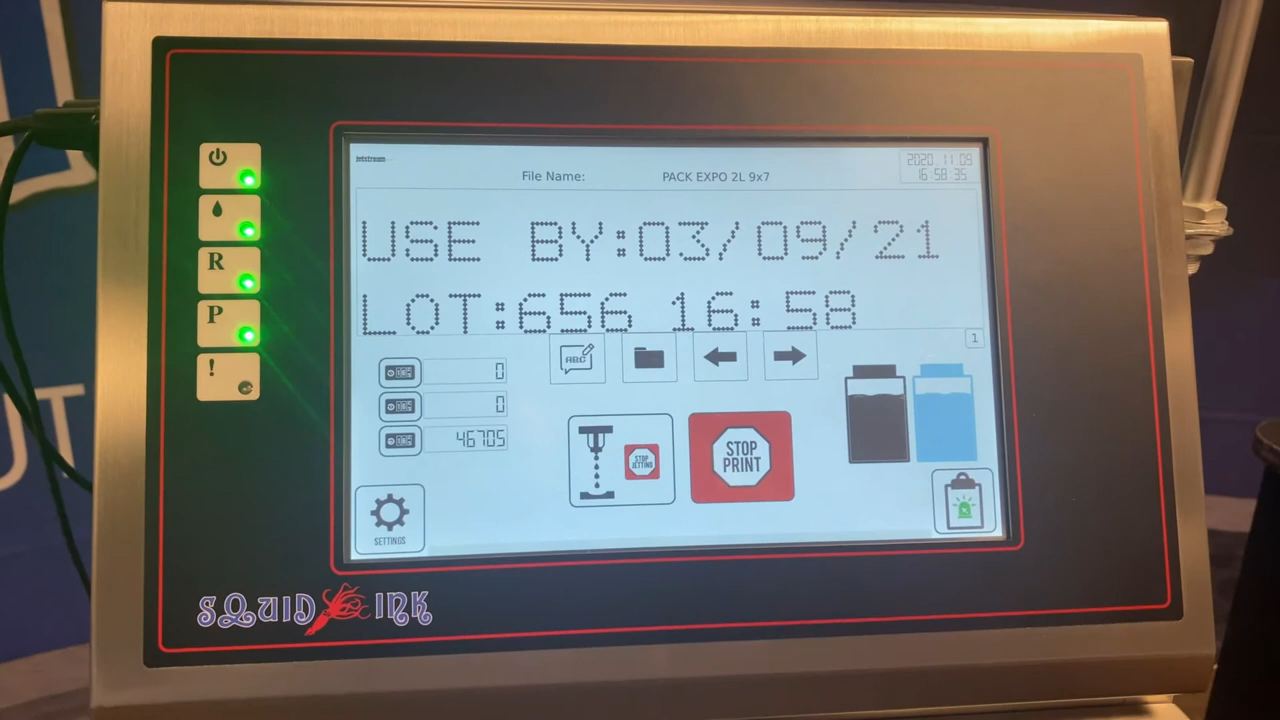 Jetstream
File Name: PACK EXPO 2L 9x7
2020.11.09
16:58:35
USE BY:03/09/21
LOT:656 16:58
1
ABC
0
0
46705
STOP JETTING
STOP PRINT
SETTINGS
R
P
!
SQUID INK